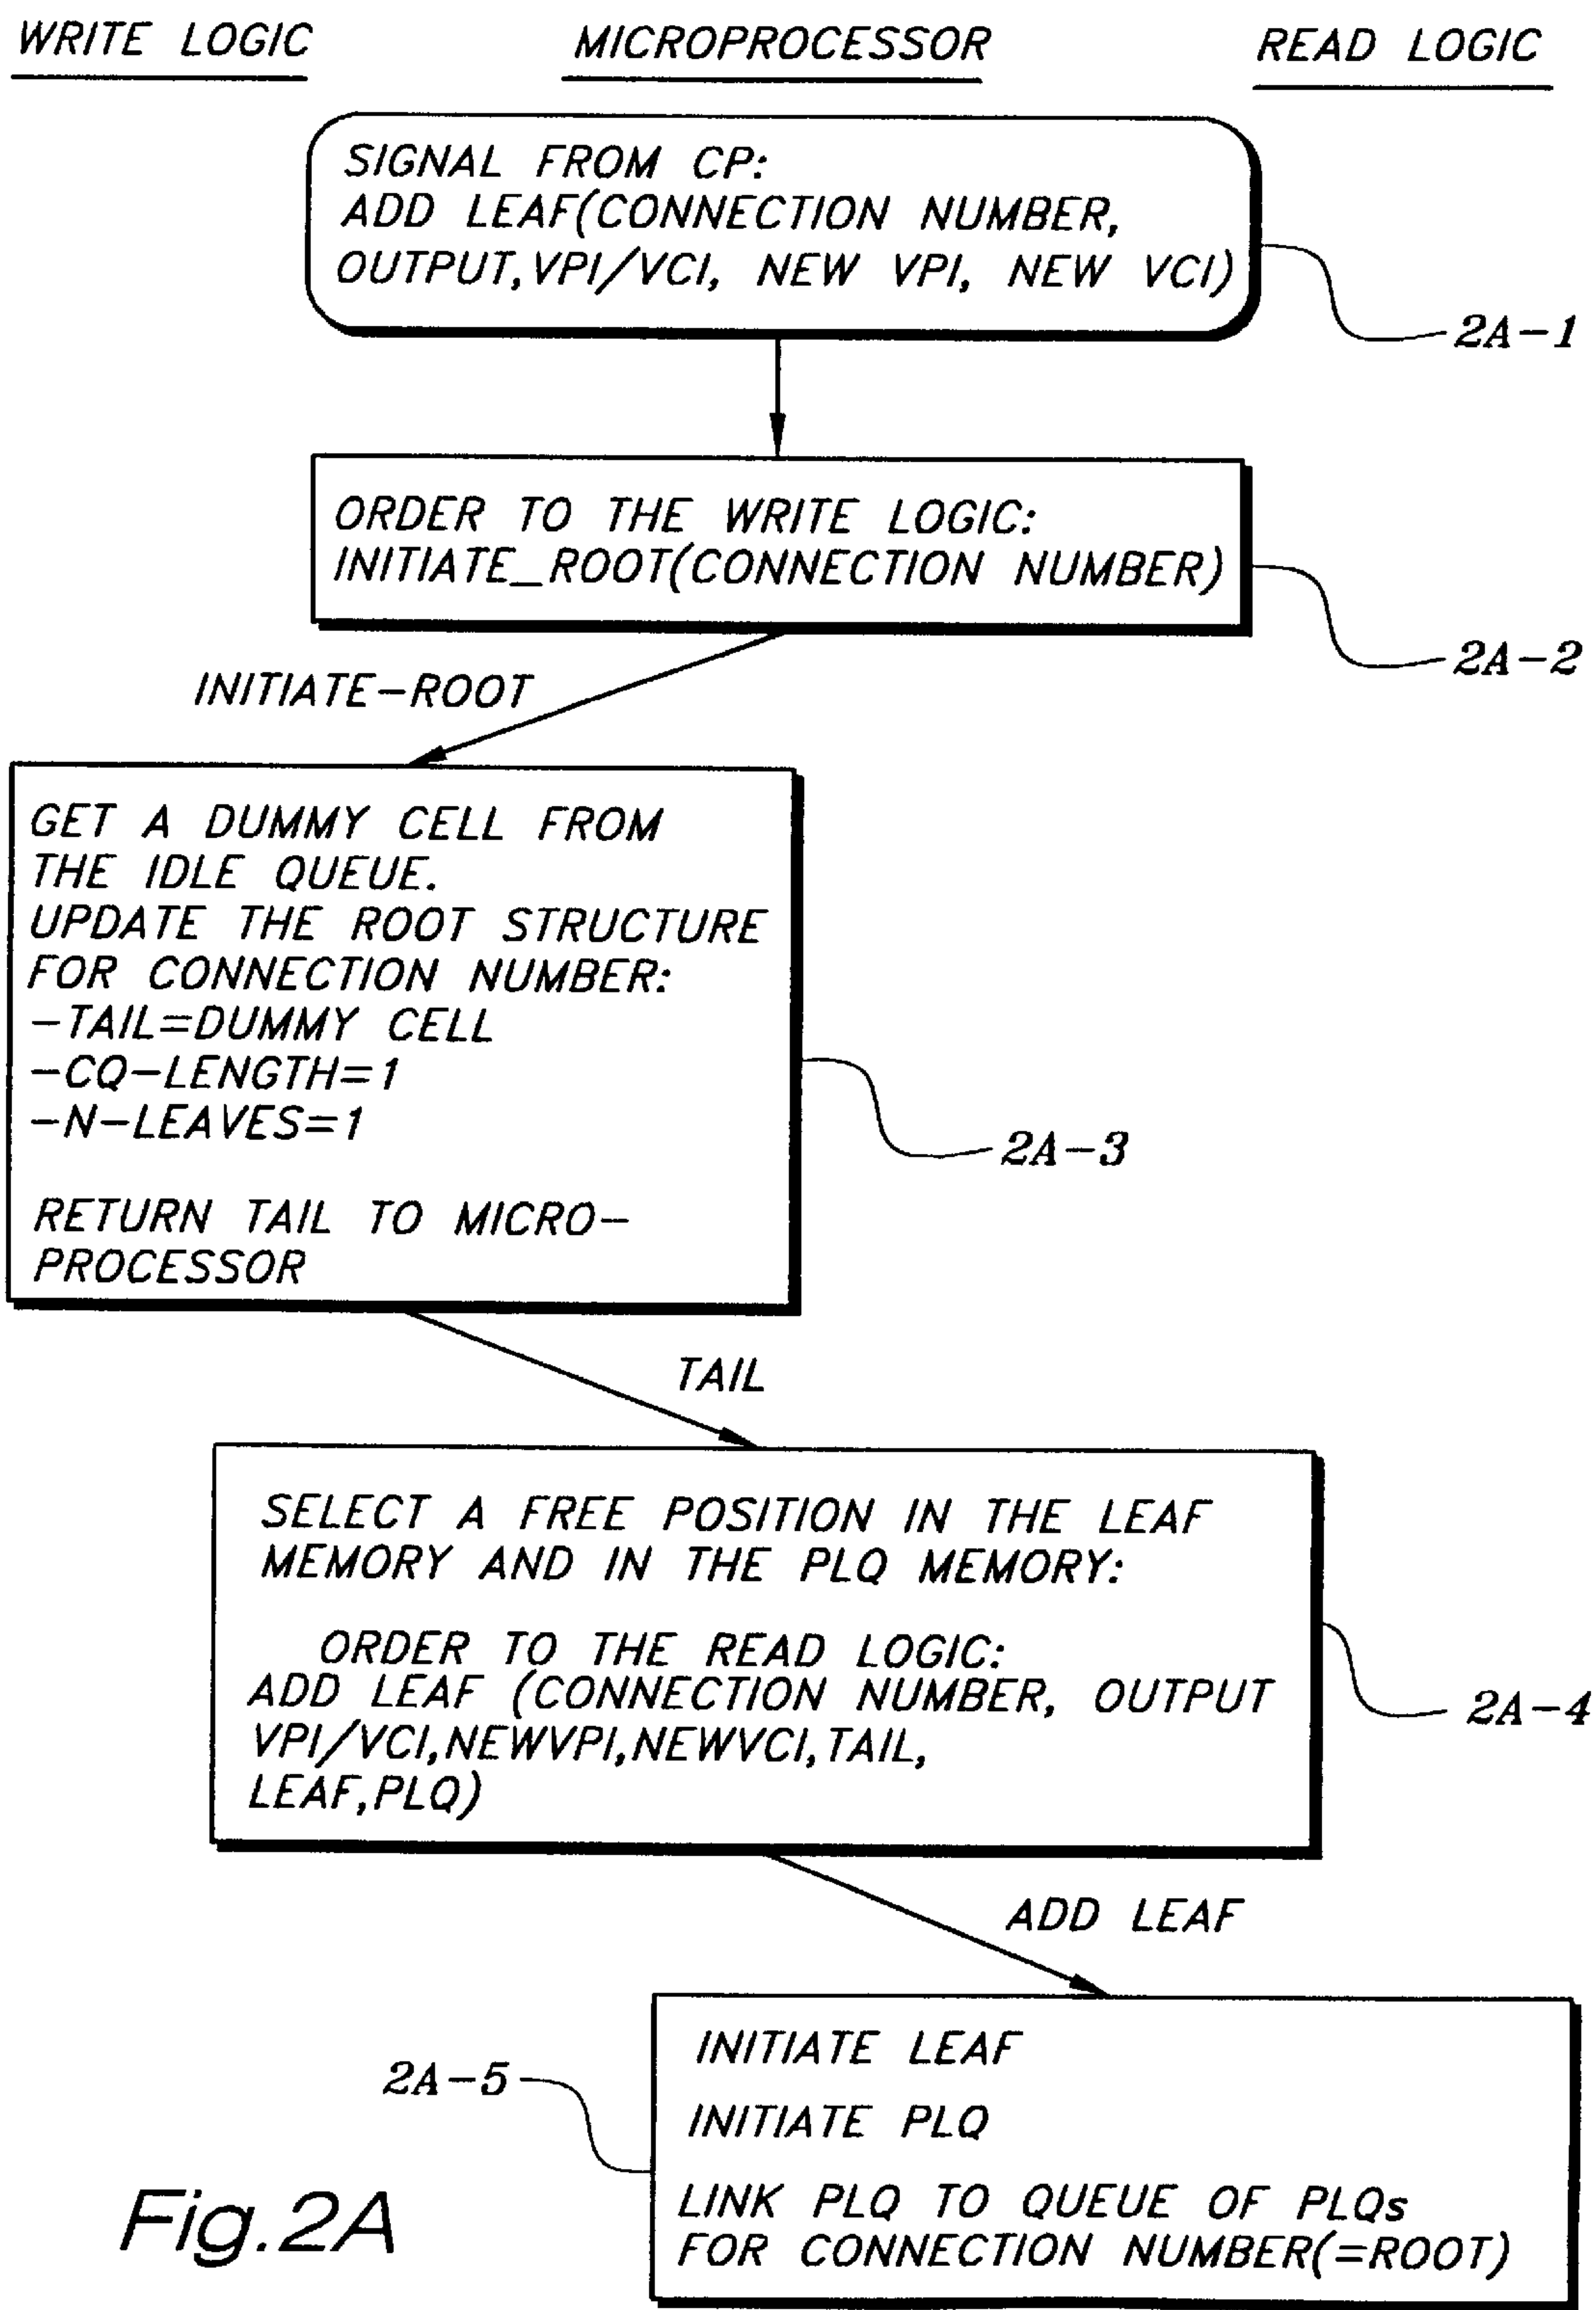 WRITE LOGIC
MICROPROCESSOR
READ LOGIC
SIGNAL FROM CP:
ADD LEAF(CONNECTION NUMBER,
OUTPUT,VPI/VCI, NEW VPI, NEW VCI)
2A-1
ORDER TO THE WRITE LOGIC:
INITIATE_ROOT(CONNECTION NUMBER)
2A-2
INITIATE-ROOT
GET A DUMMY CELL FROM
THE IDLE QUEUE.
UPDATE THE ROOT STRUCTURE
FOR CONNECTION NUMBER:
-TAIL=DUMMY CELL
-CQ-LENGTH=1
-N-LEAVES=1
RETURN TAIL TO MICRO-
PROCESSOR
2A-3
TAIL
SELECT A FREE POSITION IN THE LEAF
MEMORY AND IN THE PLQ MEMORY:
ORDER TO THE READ LOGIC:
ADD LEAF (CONNECTION NUMBER, OUTPUT
VPI/VCI,NEWVPI,NEWVCI,TAIL,
LEAF,PLQ)
2A-4
ADD LEAF
INITIATE LEAF
INITIATE PLQ
LINK PLQ TO QUEUE OF PLQs
FOR CONNECTION NUMBER(=ROOT)
2A-5
Fig.2A